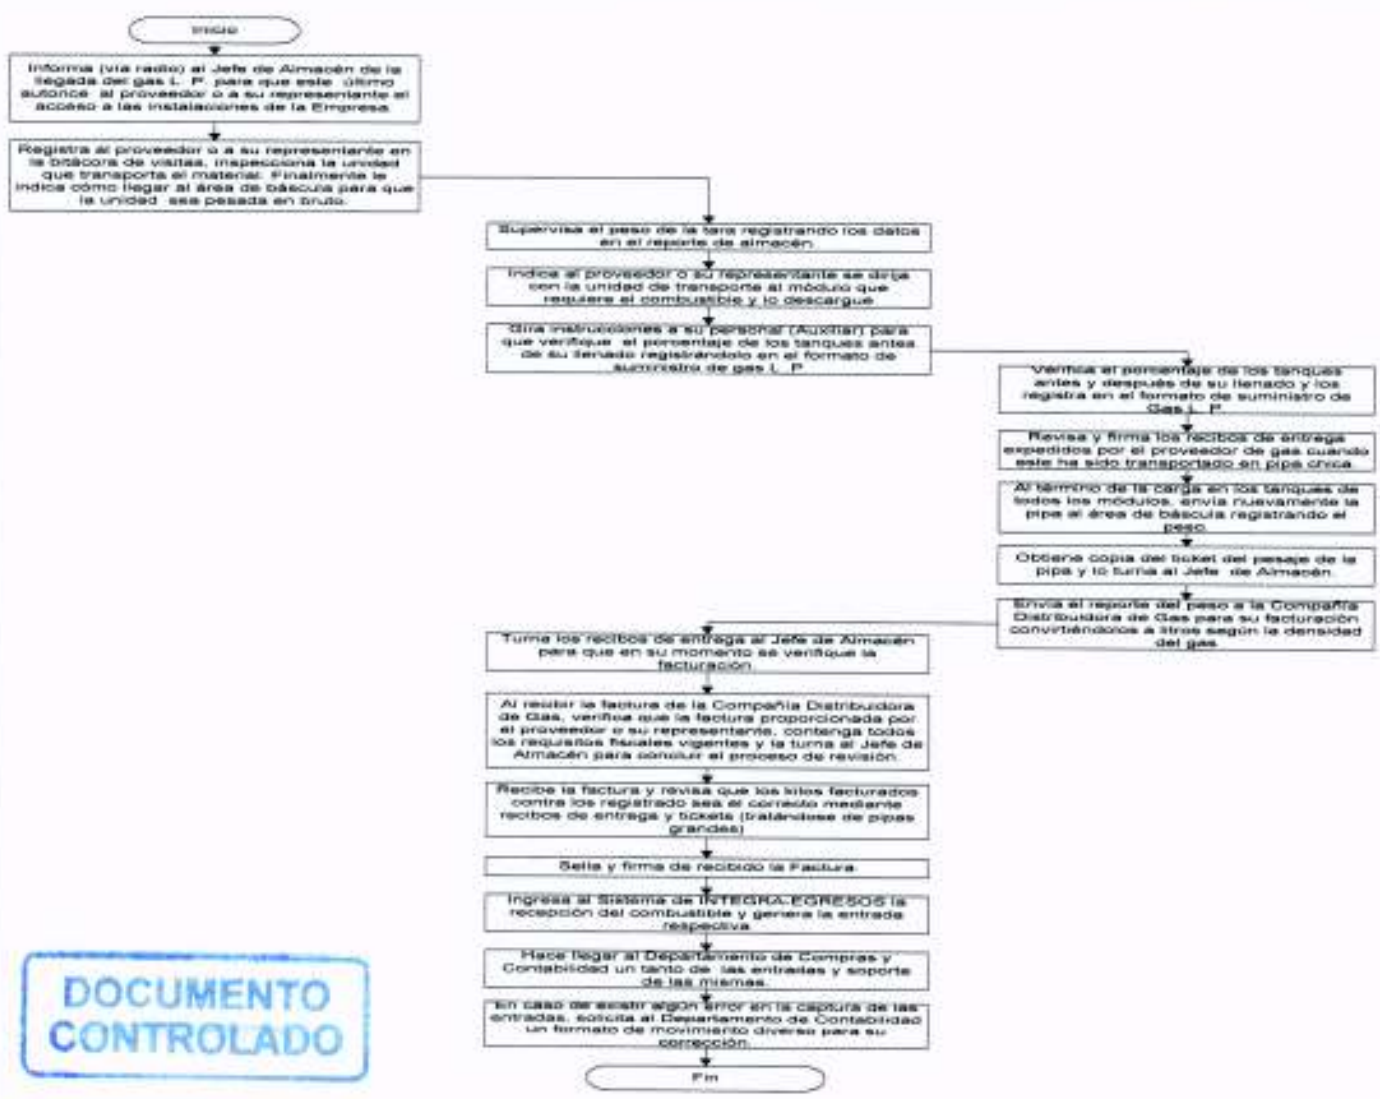 Inicio
Informa (vía radio) al Jefe de Almacén de la
llegada del gas L. P. para que este último
autorice al proveedor o a su representante el
acceso a las instalaciones de la Empresa.
Registra al proveedor o a su representante en
la bitácora de visitas, inspecciona la unidad
que transporta el material. Finalmente le
indica cómo llegar al área de báscula para que
la unidad sea pesada en bruto.
Supervisa el peso de la tara registrando los datos
en el reporte de almacén.
Indica al proveedor o su representante se dirija
con la unidad de transporte al módulo que
requiere el combustible y lo descargue
Gira instrucciones a su personal (Auxiliar) para
que verifique el porcentaje de los tanques antes
de su llenado registrándolo en el formato de
suministro de gas L. P
Verifica el porcentaje de los tanques
antes y después de su llenado y los
registra en el formato de suministro de
Gas L. P
Revisa y firma los recibos de entrega
expedidos por el proveedor de gas cuando
este ha sido transportado en pipa chica.
Al término de la carga en los tanques de
todos los módulos, envía nuevamente la
pipa al área de báscula registrando el
peso.
Obtiene copia del ticket del pesaje de la
pipa y lo turna al Jefe de Almacén.
Envía el reporte del peso a la Compañía
Distribuidora de Gas para su facturación
convirtiéndolos a litros según la densidad
del gas.
Turna los recibos de entrega al Jefe de Almacén
para que en su momento se verifique la
facturación.
Al recibir la factura de la Compañía Distribuidora
de Gas, verifica que la factura proporcionada por
el proveedor o su representante, contenga todos
los requisitos fiscales vigentes y la turna al Jefe de
Almacén para concluir el proceso de revisión.
Recibe la factura y revisa que los kilos facturados
contra los registrado sea el correcto mediante
recibos de entrega y tickets (tratándose de pipas
grandes)
Sella y firma de recibido la Factura.
Ingresa al Sistema de INTEGRA-EGRESOS la
recepción del combustible y genera la entrada
respectiva
Hace llegar al Departamento de Compras y
Contabilidad un tanto de las entradas y soporte
de las mismas.
En caso de existir algún error en la captura de las
entradas, solicita al Departamento de Contabilidad
un formato de movimiento diverso para su
corrección.
Fin
DOCUMENTO
CONTROLADO